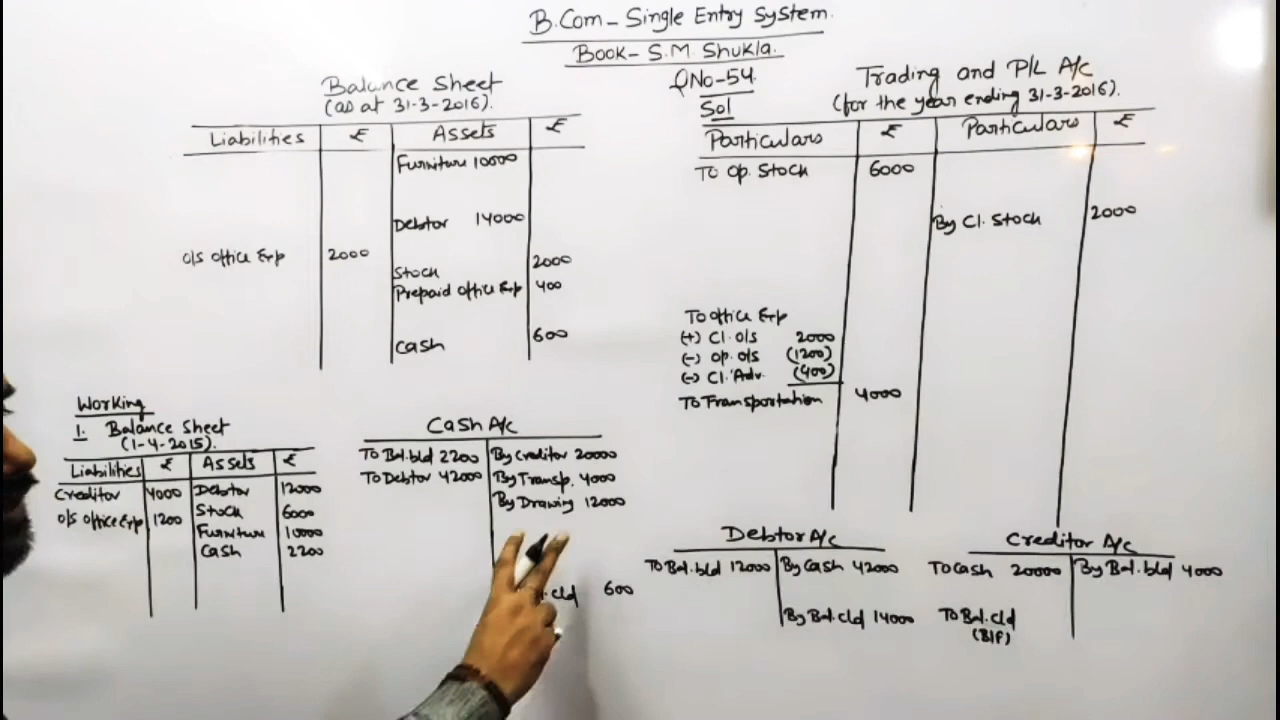 B.Com - Single Entry System.
Book - S.M. Shukla.
QNo-54.
Sol
Balance Sheet
(as at 31-3-2016).
Liabilities ₹ Assets ₹
Furniture 10000
Debtor 14000
o/s office Exp 2000
Stock 2000
Prepaid office Exp 400
Cash 600
Trading and P/L A/c
(for the year ending 31-3-2016).
Particulars ₹ Particulars ₹
To op. Stock 6000
By Cl. Stock 2000
To office Exp
(+) Cl. o/s 2000
(-) op. o/s (1200)
(-) Cl. Adv. (400)
To Transportation 4000
Working
1. Balance Sheet
(1-4-2015).
Liabilities ₹ Assets ₹
Creditor 4000 Debtor 12000
o/s office Exp 1200 Stock 6000
Furniture 10000
Cash 2200
Cash A/c
To Bal. b/d 2200 By Creditor 20000
To Debtor 42000 By Transp. 4000
By Drawing 12000
c/d 600
Debtor A/c
To Bal. b/d 12000 By Cash 42000
By Bal. c/d 14000
Creditor A/c
To Cash 20000 By Bal. b/d 4000
To Bal. c/d
(B/F)